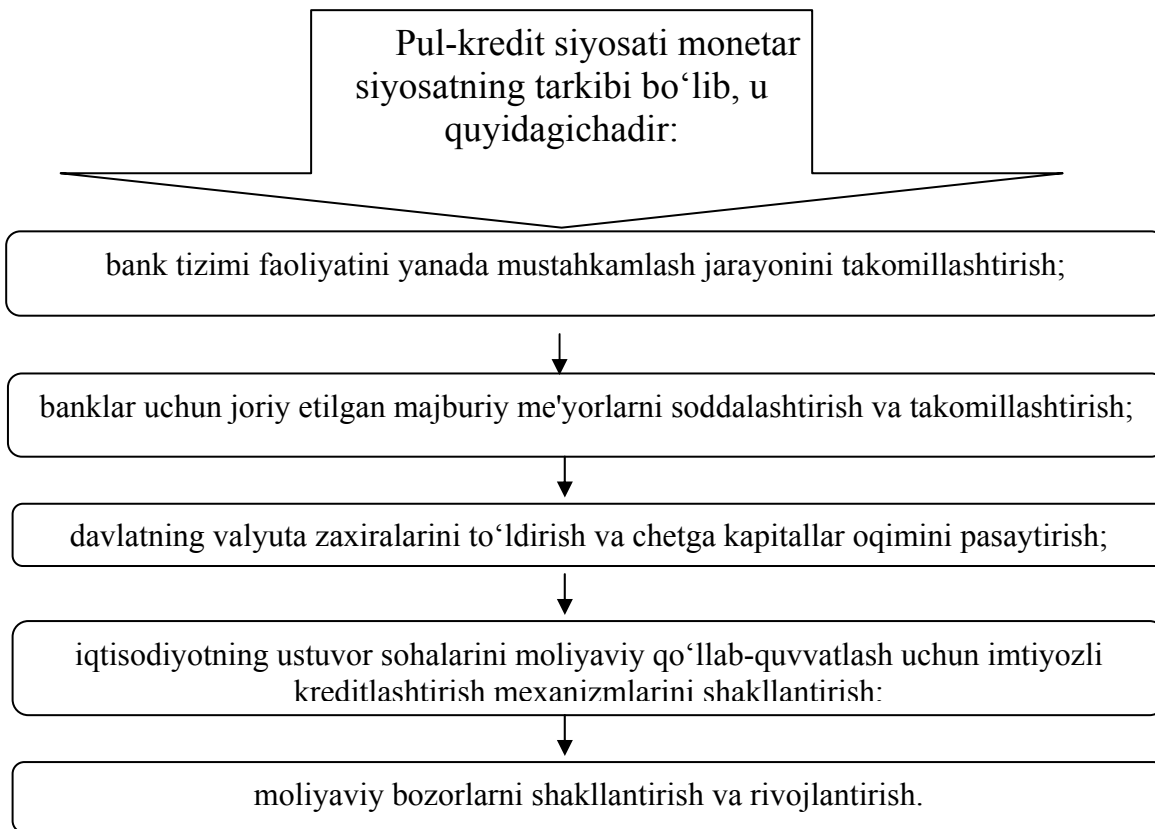 Pul-kredit siyosati monetar
siyosatning tarkibi bo‘lib, u
quyidagichadir:
bank tizimi faoliyatini yanada mustahkamlash jarayonini takomillashtirish;
banklar uchun joriy etilgan majburiy me'yorlarni soddalashtirish va takomillashtirish;
davlatning valyuta zaxiralarini to‘ldirish va chetga kapitallar oqimini pasaytirish;
iqtisodiyotning ustuvor sohalarini moliyaviy qo‘llab-quvvatlash uchun imtiyozli
kreditlashtirish mexanizmlarini shakllantirish;
moliyaviy bozorlarni shakllantirish va rivojlantirish.